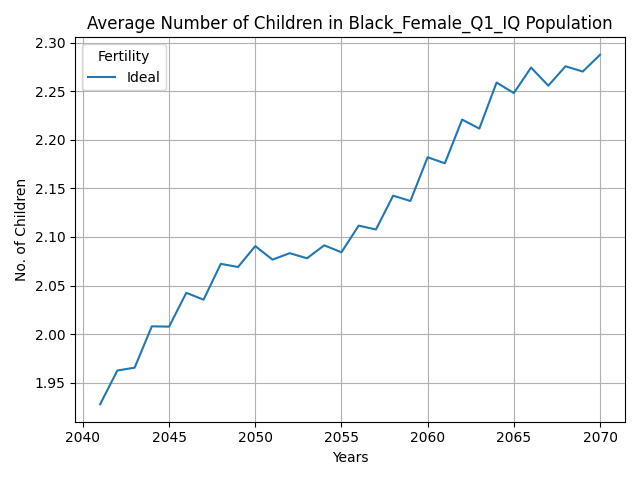 Average Number of Children in Black_Female_Q1_IQ Population
2.30
2.25
2.20
2.15
2.10
2.05
2.00
1.95
No. of Children
Fertility
Ideal
2040 2045 2050 2055 2060 2065 2070
Years